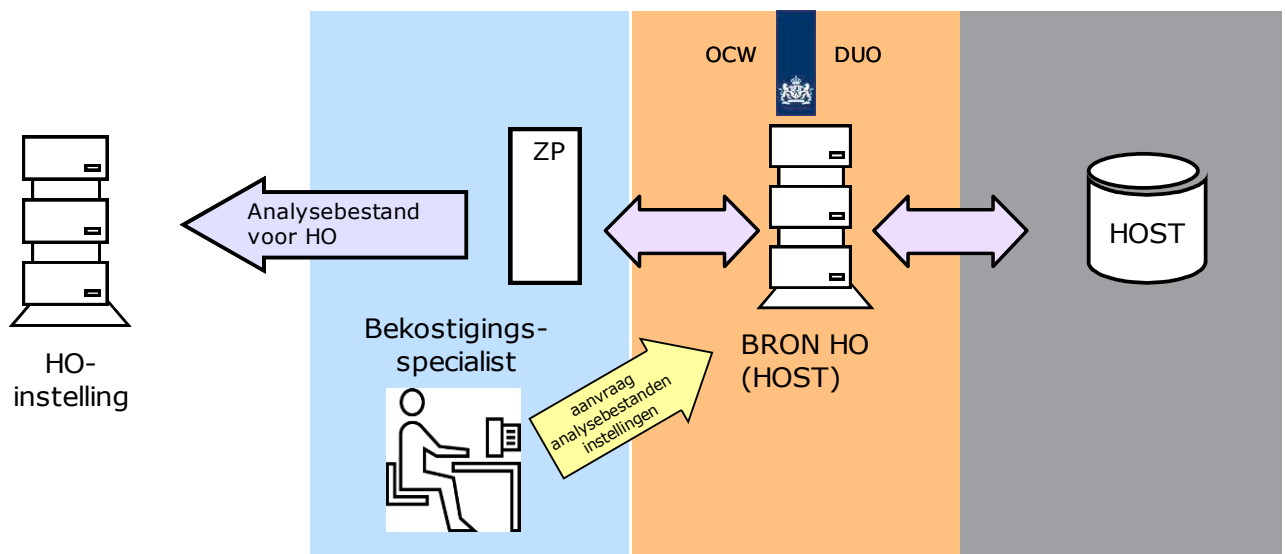 OCW
DUO
ZP
Analysebestand
voor HO
HOST
Bekostigings-
specialist
BRON HO
(HOST)
HO-
instelling
aanvraag
analysebestanden
instellingen